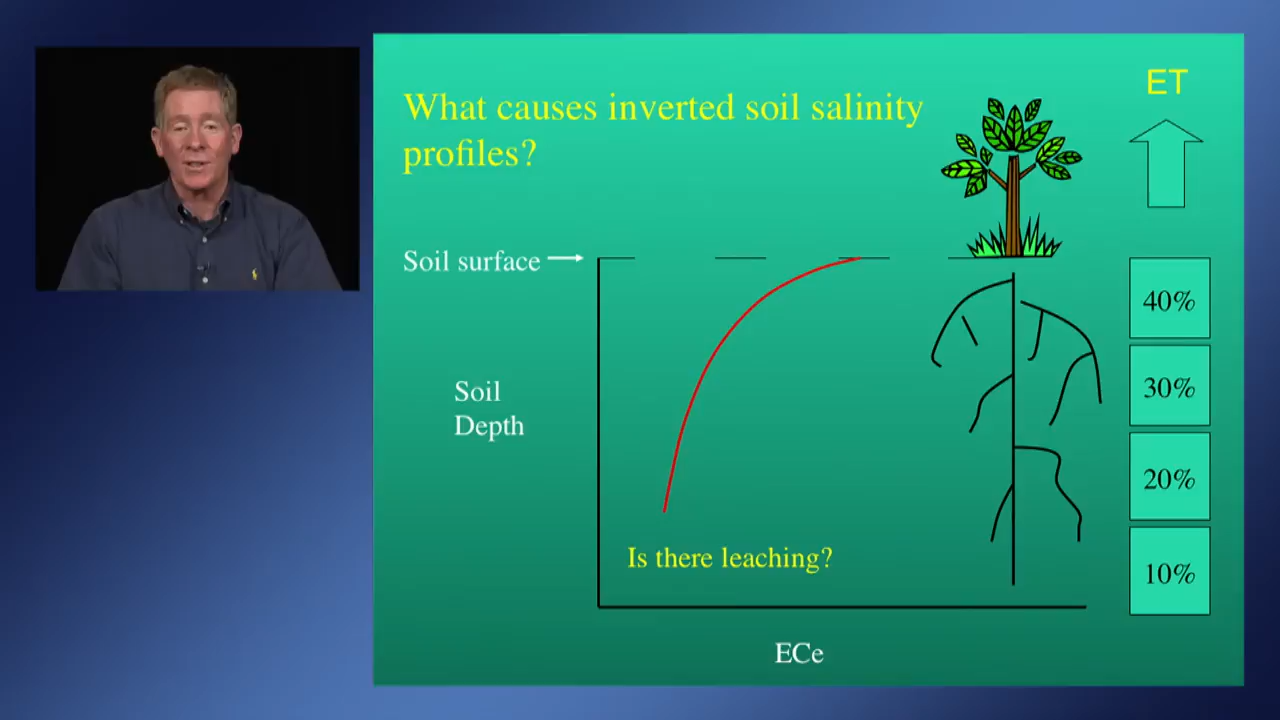 What causes inverted soil salinity
profiles?
ET
Soil surface
40%
30%
Soil
Depth
20%
Is there leaching?
10%
ECe